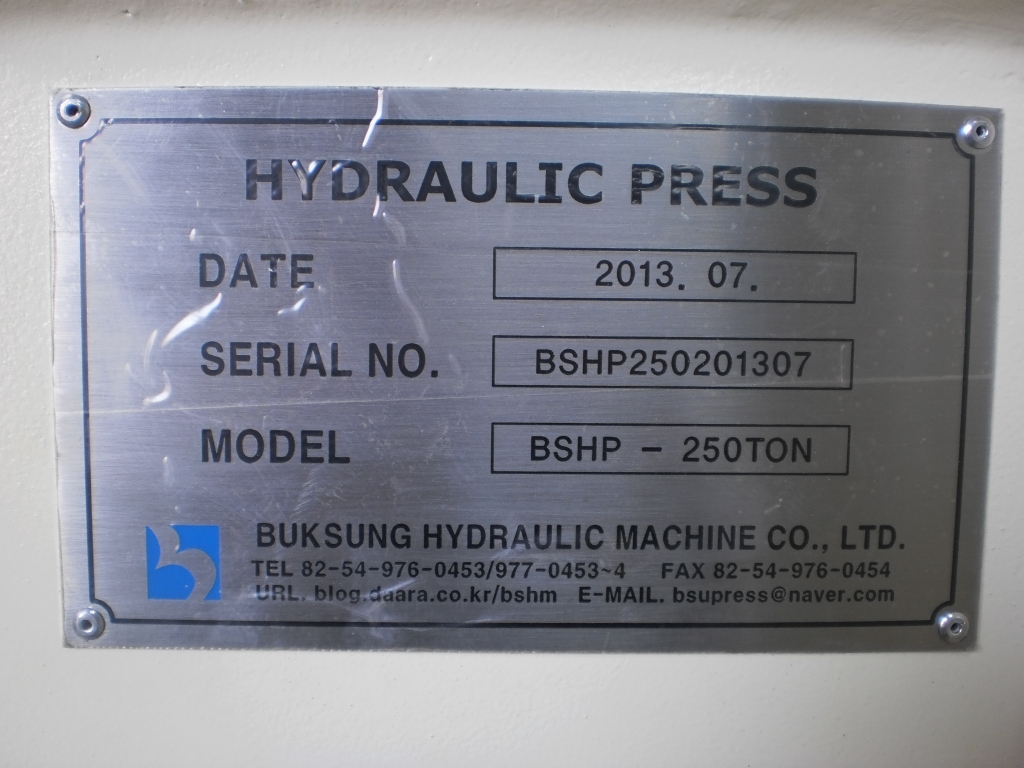 HYDRAULIC PRESS
DATE 2013. 07.
SERIAL NO. BSHP250201307
MODEL BSHP - 250TON
BUKSUNG HYDRAULIC MACHINE CO., LTD.
TEL 82-54-976-0453/977-0453~4 FAX 82-54-976-0454
URL. blog.daara.co.kr/bshm E-MAIL. bsupress@naver.com